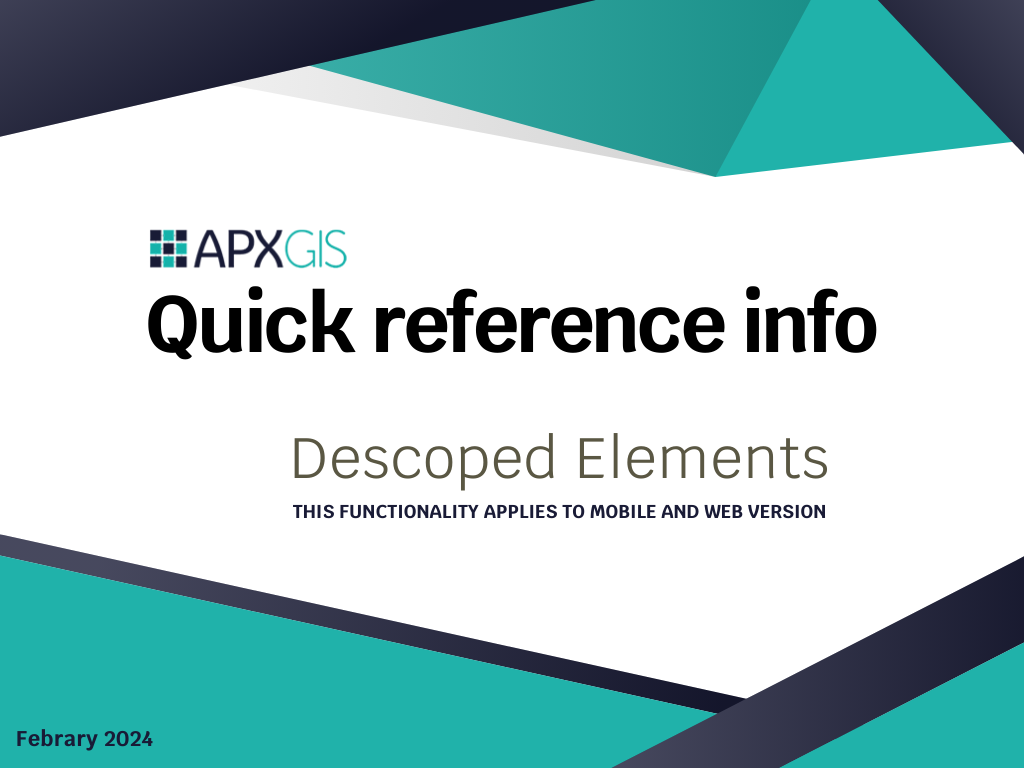 APXGIS
Quick reference info
Descoped Elements
THIS FUNCTIONALITY APPLIES TO MOBILE AND WEB VERSION
Febrary 2024